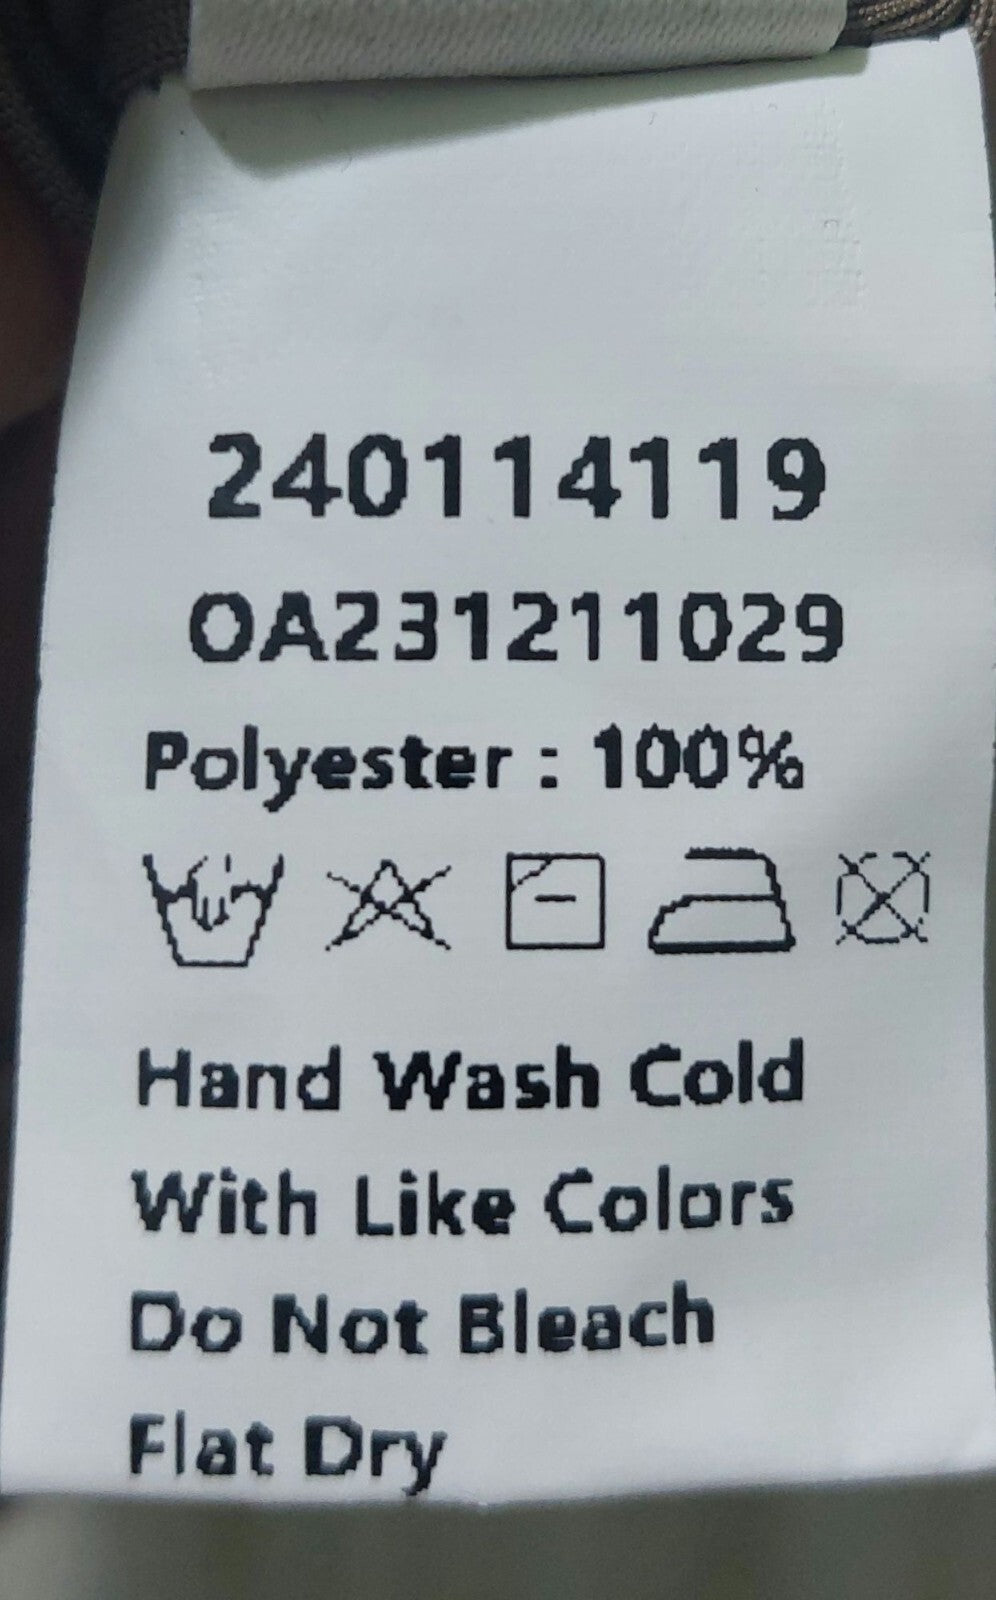 240114119
OA231211029
Polyester : 100%
Hand Wash Cold
With Like Colors
Do Not Bleach
Flat Dry